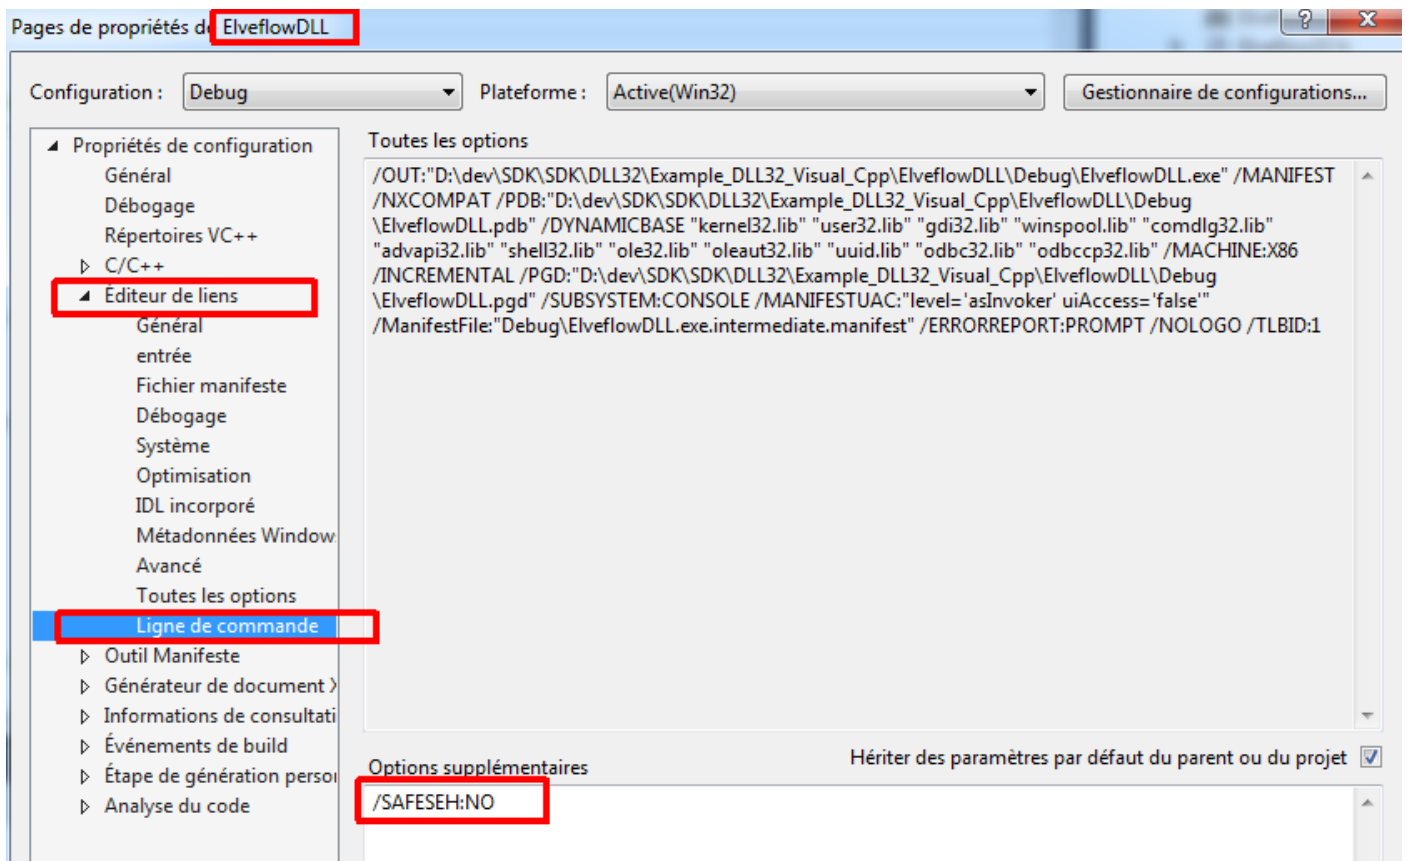 Pages de propriétés de ElveflowDLL
Configuration : Debug Plateforme : Active(Win32) Gestionnaire de configurations...
Propriétés de configuration
Général
Débogage
Répertoires VC++
C/C++
Éditeur de liens
Général
entrée
Fichier manifeste
Débogage
Système
Optimisation
IDL incorporé
Métadonnées Window
Avancé
Toutes les options
Ligne de commande
Outil Manifeste
Générateur de document
Informations de consultati
Événements de build
Étape de génération person
Analyse du code
Toutes les options
/OUT:"D:\dev\SDK\SDK\DLL32\Example_DLL32_Visual_Cpp\ElveflowDLL\Debug\ElveflowDLL.exe" /MANIFEST
/NXCOMPAT /PDB:"D:\dev\SDK\SDK\DLL32\Example_DLL32_Visual_Cpp\ElveflowDLL\Debug
\ElveflowDLL.pdb" /DYNAMICBASE "kernel32.lib" "user32.lib" "gdi32.lib" "winspool.lib" "comdlg32.lib"
"advapi32.lib" "shell32.lib" "ole32.lib" "oleaut32.lib" "uuid.lib" "odbc32.lib" "odbccp32.lib" /MACHINE:X86
/INCREMENTAL /PGD:"D:\dev\SDK\SDK\DLL32\Example_DLL32_Visual_Cpp\ElveflowDLL\Debug
\ElveflowDLL.pgd" /SUBSYSTEM:CONSOLE /MANIFESTUAC:"level='asInvoker' uiAccess='false'"
/ManifestFile:"Debug\ElveflowDLL.exe.intermediate.manifest" /ERRORREPORT:PROMPT /NOLOGO /TLBID:1
Hériter des paramètres par défaut du parent ou du projet
Options supplémentaires
/SAFESEH:NO